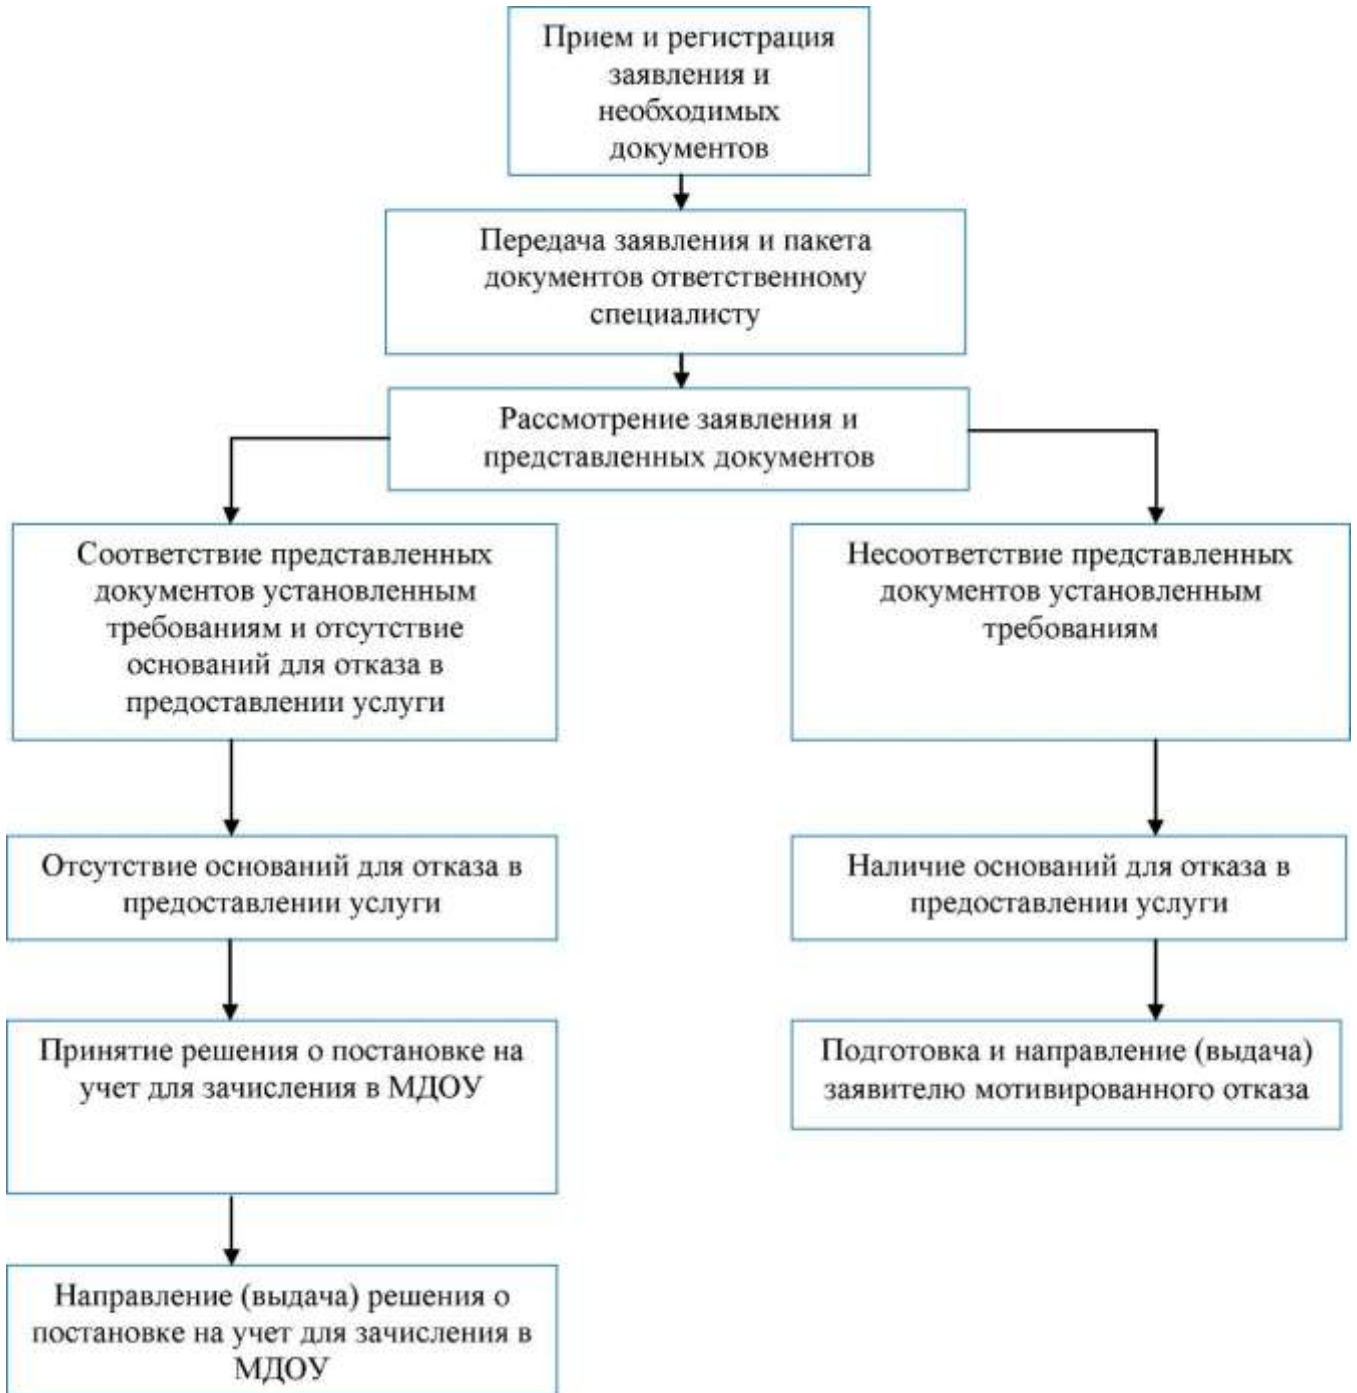 Прием и регистрация
заявления и
необходимых
документов
Передача заявления и пакета
документов ответственному
специалисту
Рассмотрение заявления и
представленных документов
Соответствие представленных
документов установленным
требованиям и отсутствие
оснований для отказа в
предоставлении услуги
Несоответствие представленных
документов установленным
требованиям
Отсутствие оснований для отказа в
предоставлении услуги
Наличие оснований для отказа в
предоставлении услуги
Принятие решения о постановке на
учет для зачисления в МДОУ
Подготовка и направление (выдача)
заявителю мотивированного отказа
Направление (выдача) решения о
постановке на учет для зачисления в
МДОУ